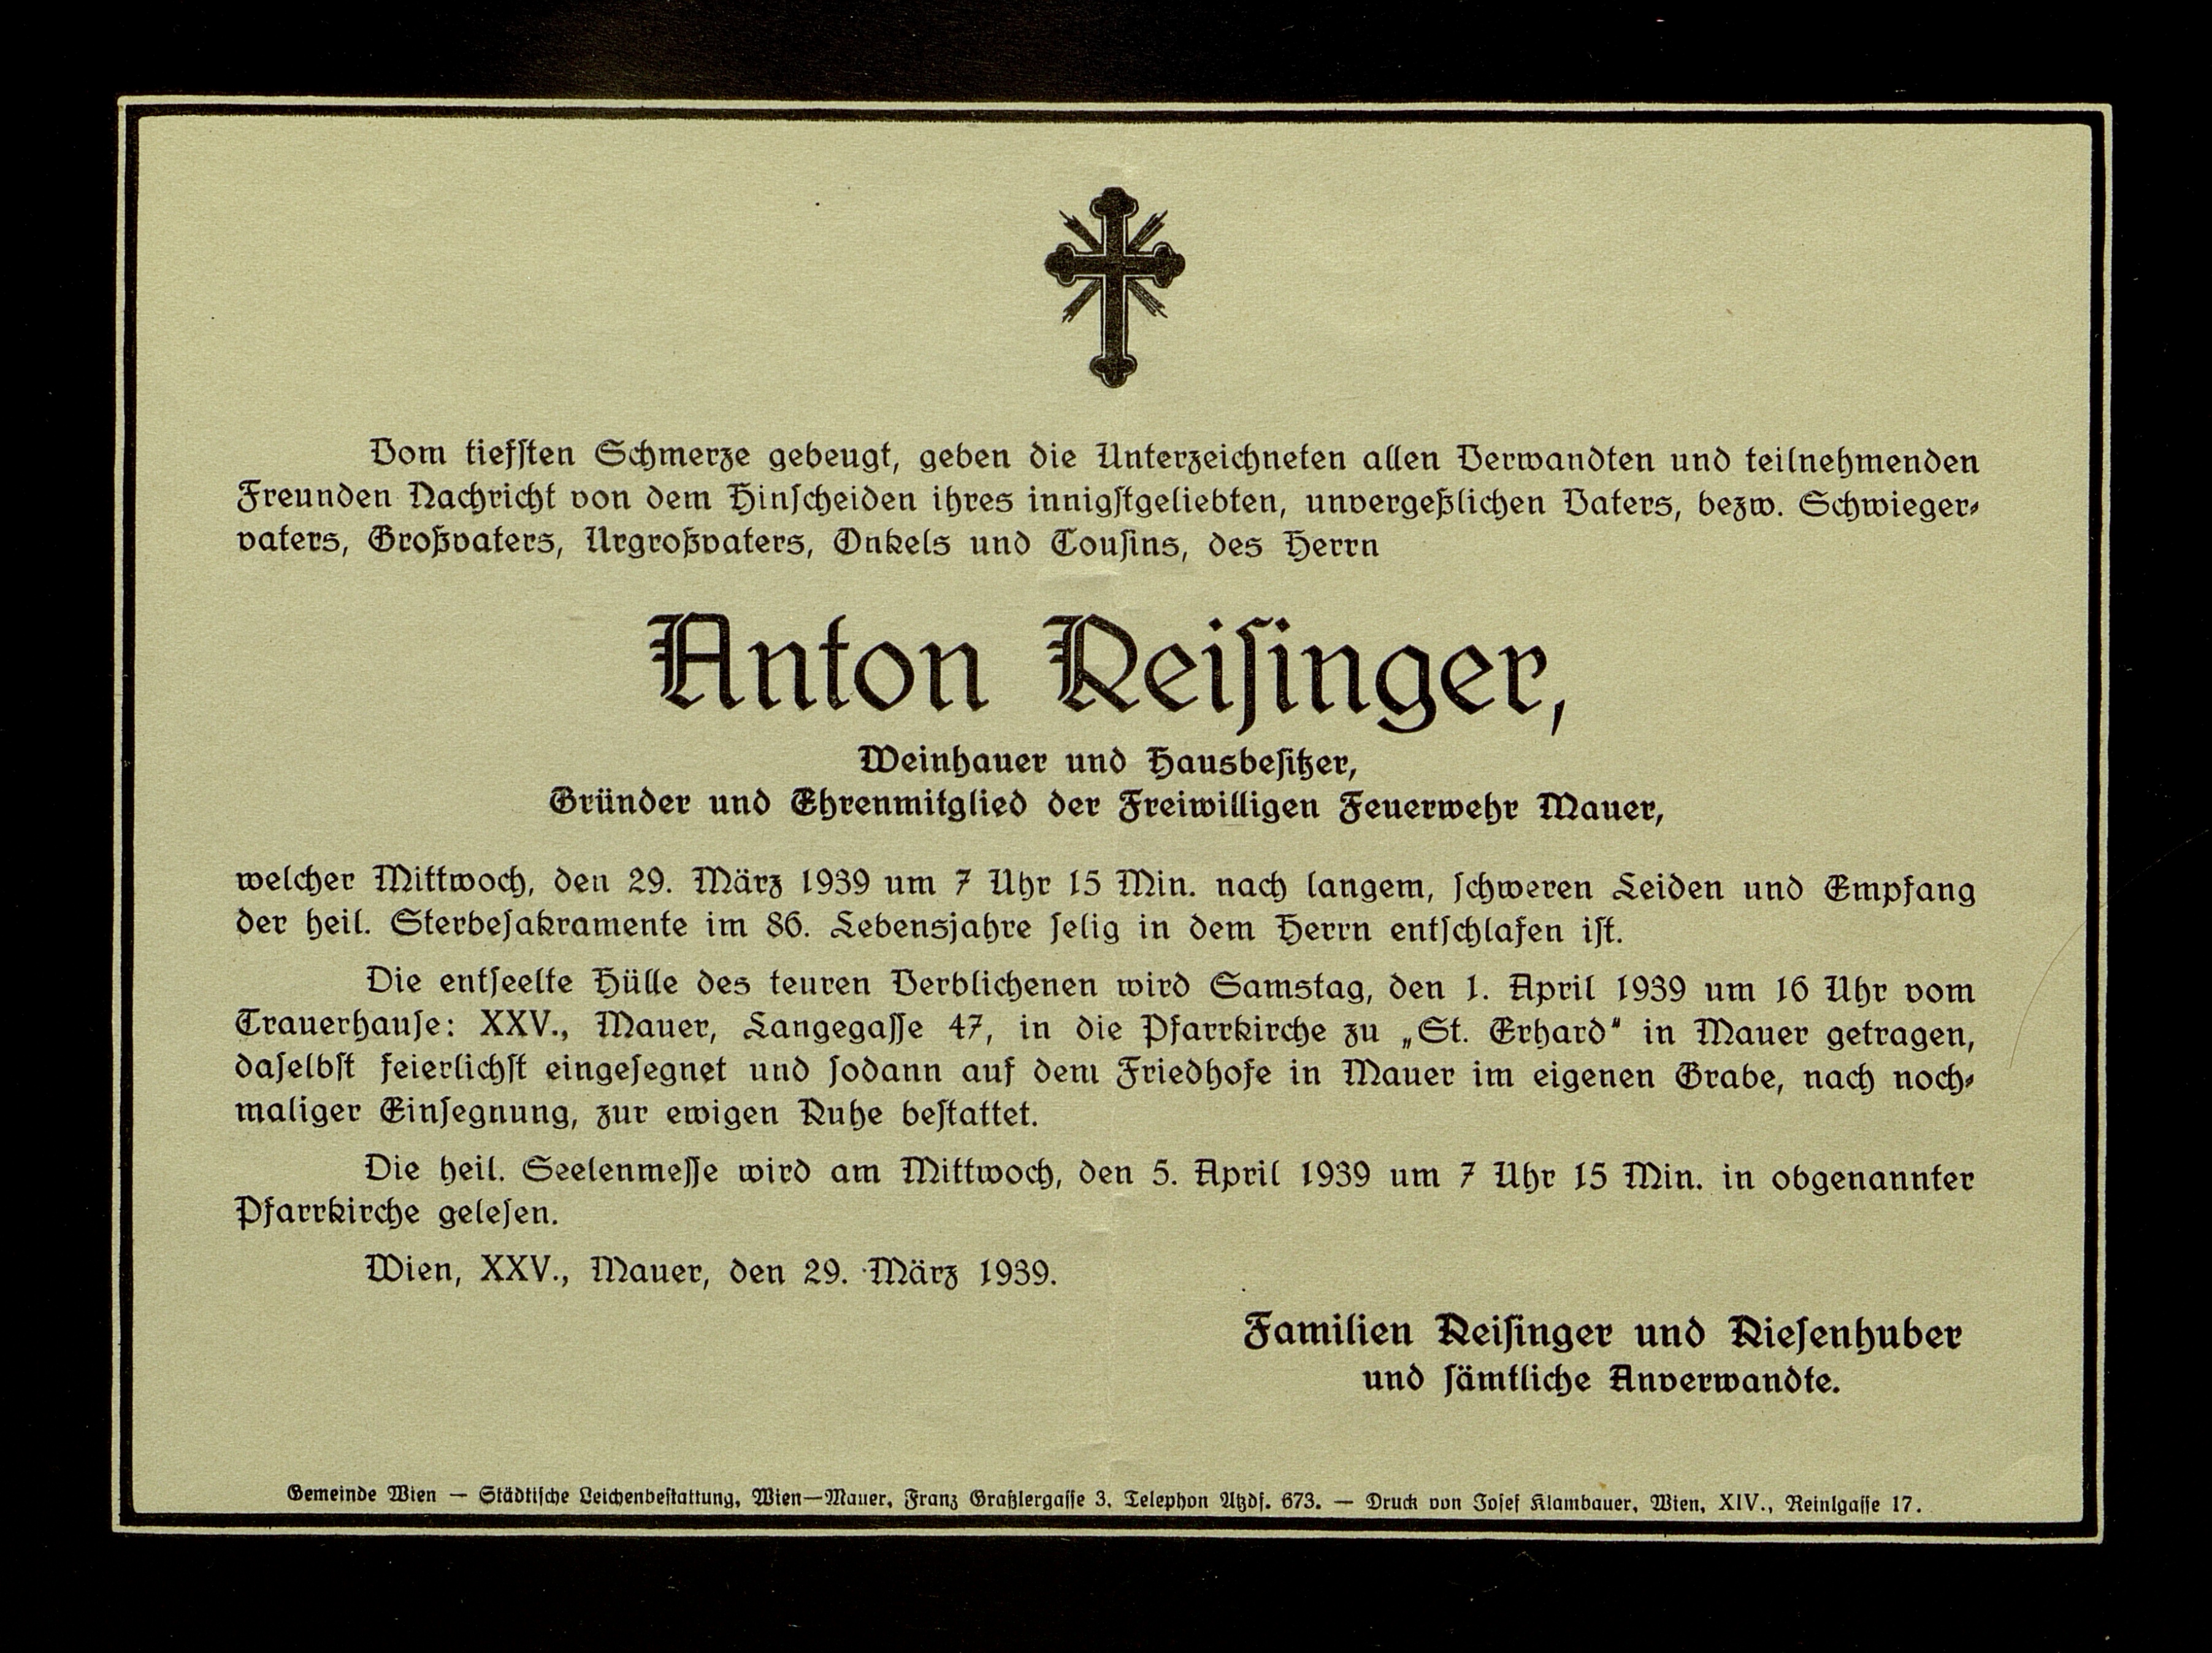 Vom tiefsten Schmerze gebeugt, geben die Unterzeichneten allen Verwandten und teilnehmenden
Freunden Nachricht von dem Hinscheiden ihres innigstgeliebten, unvergeßlichen Vaters, bezw. Schwieger-
vaters, Großvaters, Urgroßvaters, Onkels und Cousins, des Herrn
Anton Reisinger,
Weinhauer und Hausbesitzer,
Gründer und Ehrenmitglied der Freiwilligen Feuerwehr Mauer,
welcher Mittwoch, den 29. März 1939 um 7 Uhr 15 Min. nach langem, schweren Leiden und Empfang
der heil. Sterbesakramente im 86. Lebensjahre selig in dem Herrn entschlafen ist.
Die entseelte Hülle des teuren Verblichenen wird Samstag, den 1. April 1939 um 16 Uhr vom
Trauerhause: XXV., Mauer, Langegasse 47, in die Pfarrkirche zu „St. Erhard" in Mauer getragen,
daselbst feierlichst eingesegnet und sodann auf dem Friedhofe in Mauer im eigenen Grabe, nach noch-
maliger Einsegnung, zur ewigen Ruhe bestattet.
Die heil. Seelenmesse wird am Mittwoch, den 5. April 1939 um 7 Uhr 15 Min. in obgenannter
Pfarrkirche gelesen.
Wien, XXV., Mauer, den 29. März 1939.
Familien Reisinger und Riesenhuber
und sämtliche Anverwandte.
Gemeinde Wien — Städtische Leichenbestattung, Wien—Mauer, Franz Graßlergasse 3, Telephon Atzds. 673. — Druck von Josef Klambauer, Wien, XIV., Reinlgasse 17.